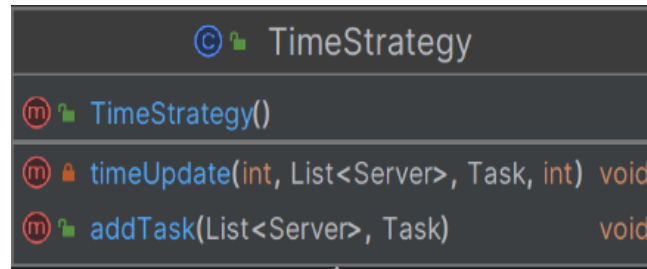 TimeStrategy
TimeStrategy()
timeUpdate(int, List<Server>, Task, int) void
addTask(List<Server>, Task) void